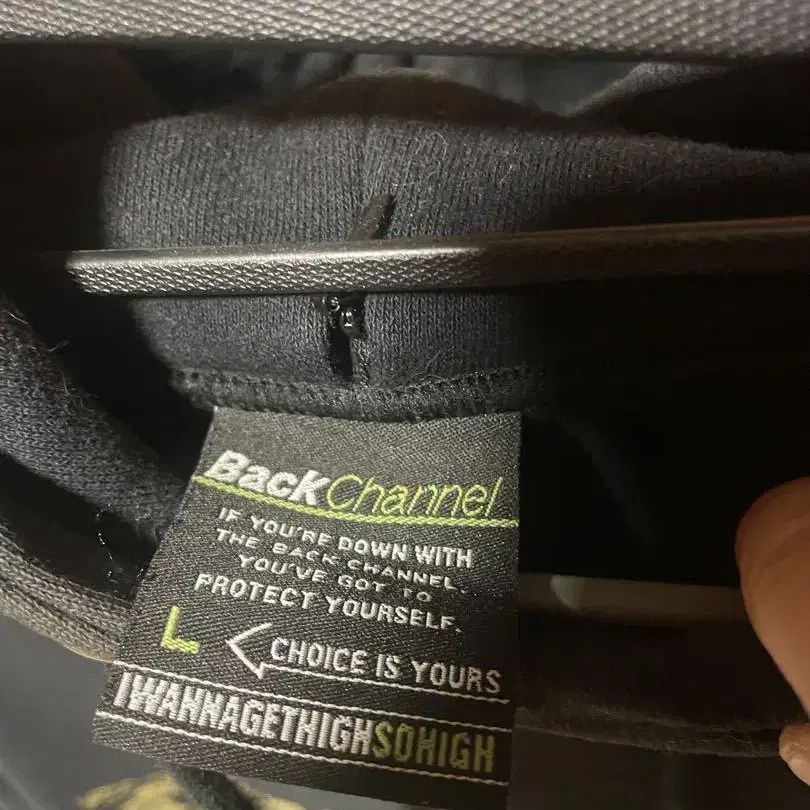 BackChannel
IF YOU'RE DOWN WITH
THE BACK CHANNEL.
YOU'VE GOT TO
PROTECT YOURSELF.
L
CHOICE IS YOURS
IWANNAGETHIGHSOHIGH